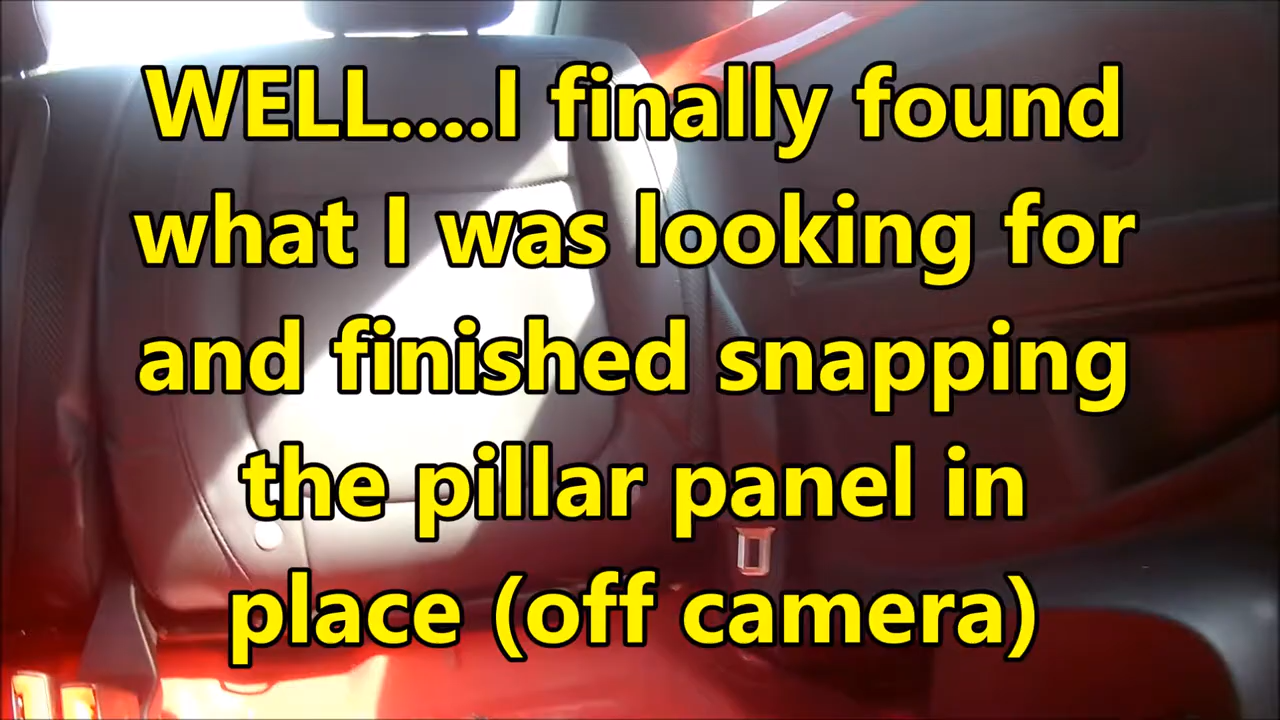 WELL....I finally found
what I was looking for
and finished snapping
the pillar panel in
place (off camera)